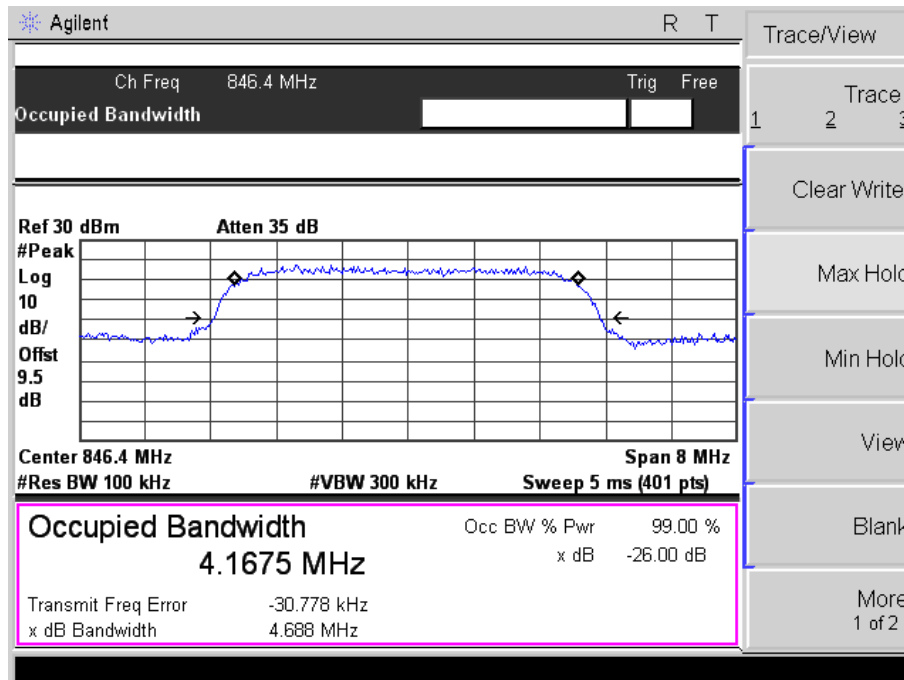 Agilent R T
Ch Freq 846.4 MHz Trig Free
Occupied Bandwidth
Ref 30 dBm Atten 35 dB
#Peak
Log
10
dB/
Offst
9.5
dB
Center 846.4 MHz Span 8 MHz
#Res BW 100 kHz #VBW 300 kHz Sweep 5 ms (401 pts)
Occupied Bandwidth Occ BW % Pwr 99.00 %
4.1675 MHz x dB -26.00 dB
Transmit Freq Error -30.778 kHz
x dB Bandwidth 4.688 MHz
Trace/View
Trace
1 2 3
Clear Write
Max Hold
Min Hold
View
Blank
More
1 of 2